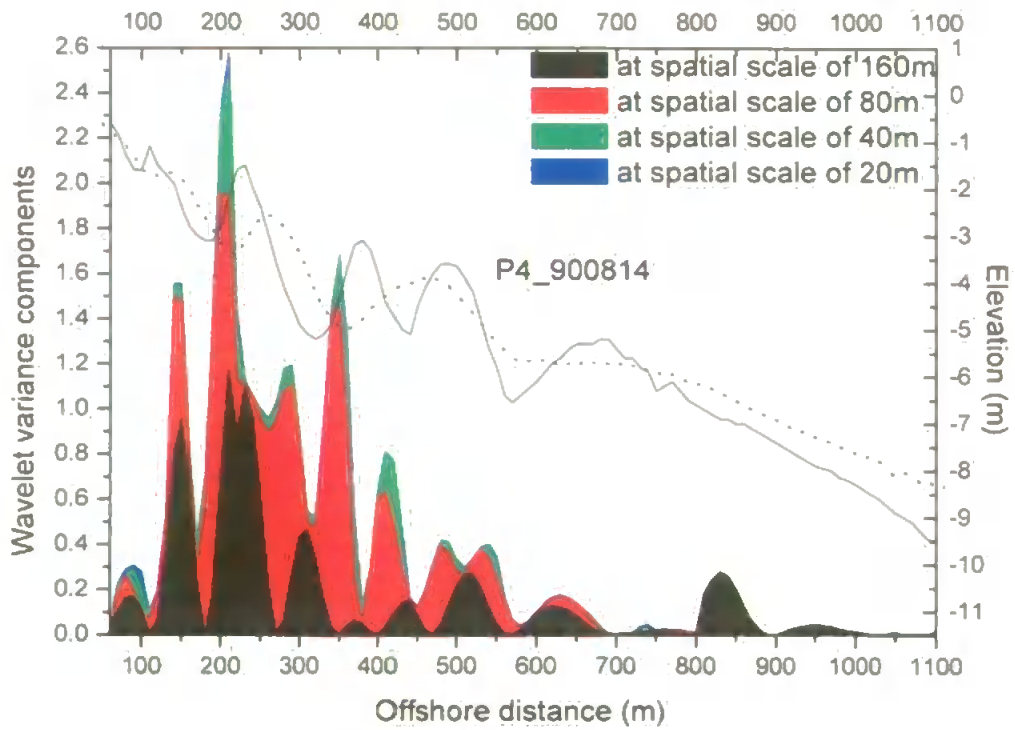 100 200 300 400 500 600 700 800 900 1000 1100
2.6
2.4
2.2
2.0
1.8
1.6
1.4
1.2
1.0
0.8
0.6
0.4
0.2
0.0
Wavelet variance components
at spatial scale of 160m
at spatial scale of 80m
at spatial scale of 40m
at spatial scale of 20m
P4_900814
1
0
-1
-2
-3
-4
-5
-6
-7
-8
-9
-10
-11
Elevation (m)
100 200 300 400 500 600 700 800 900 1000 1100
Offshore distance (m)